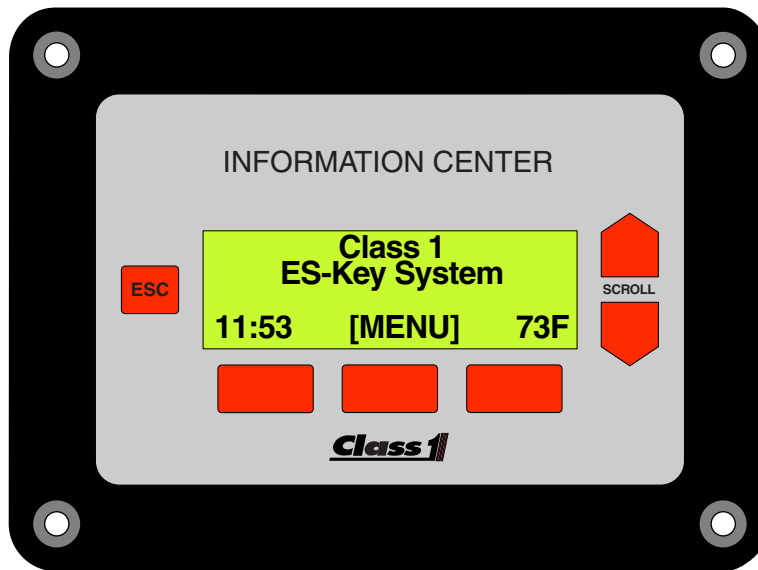 INFORMATION CENTER
Class 1
ES-Key System
ESC
SCROLL
11:53 [MENU] 73F
Class 1